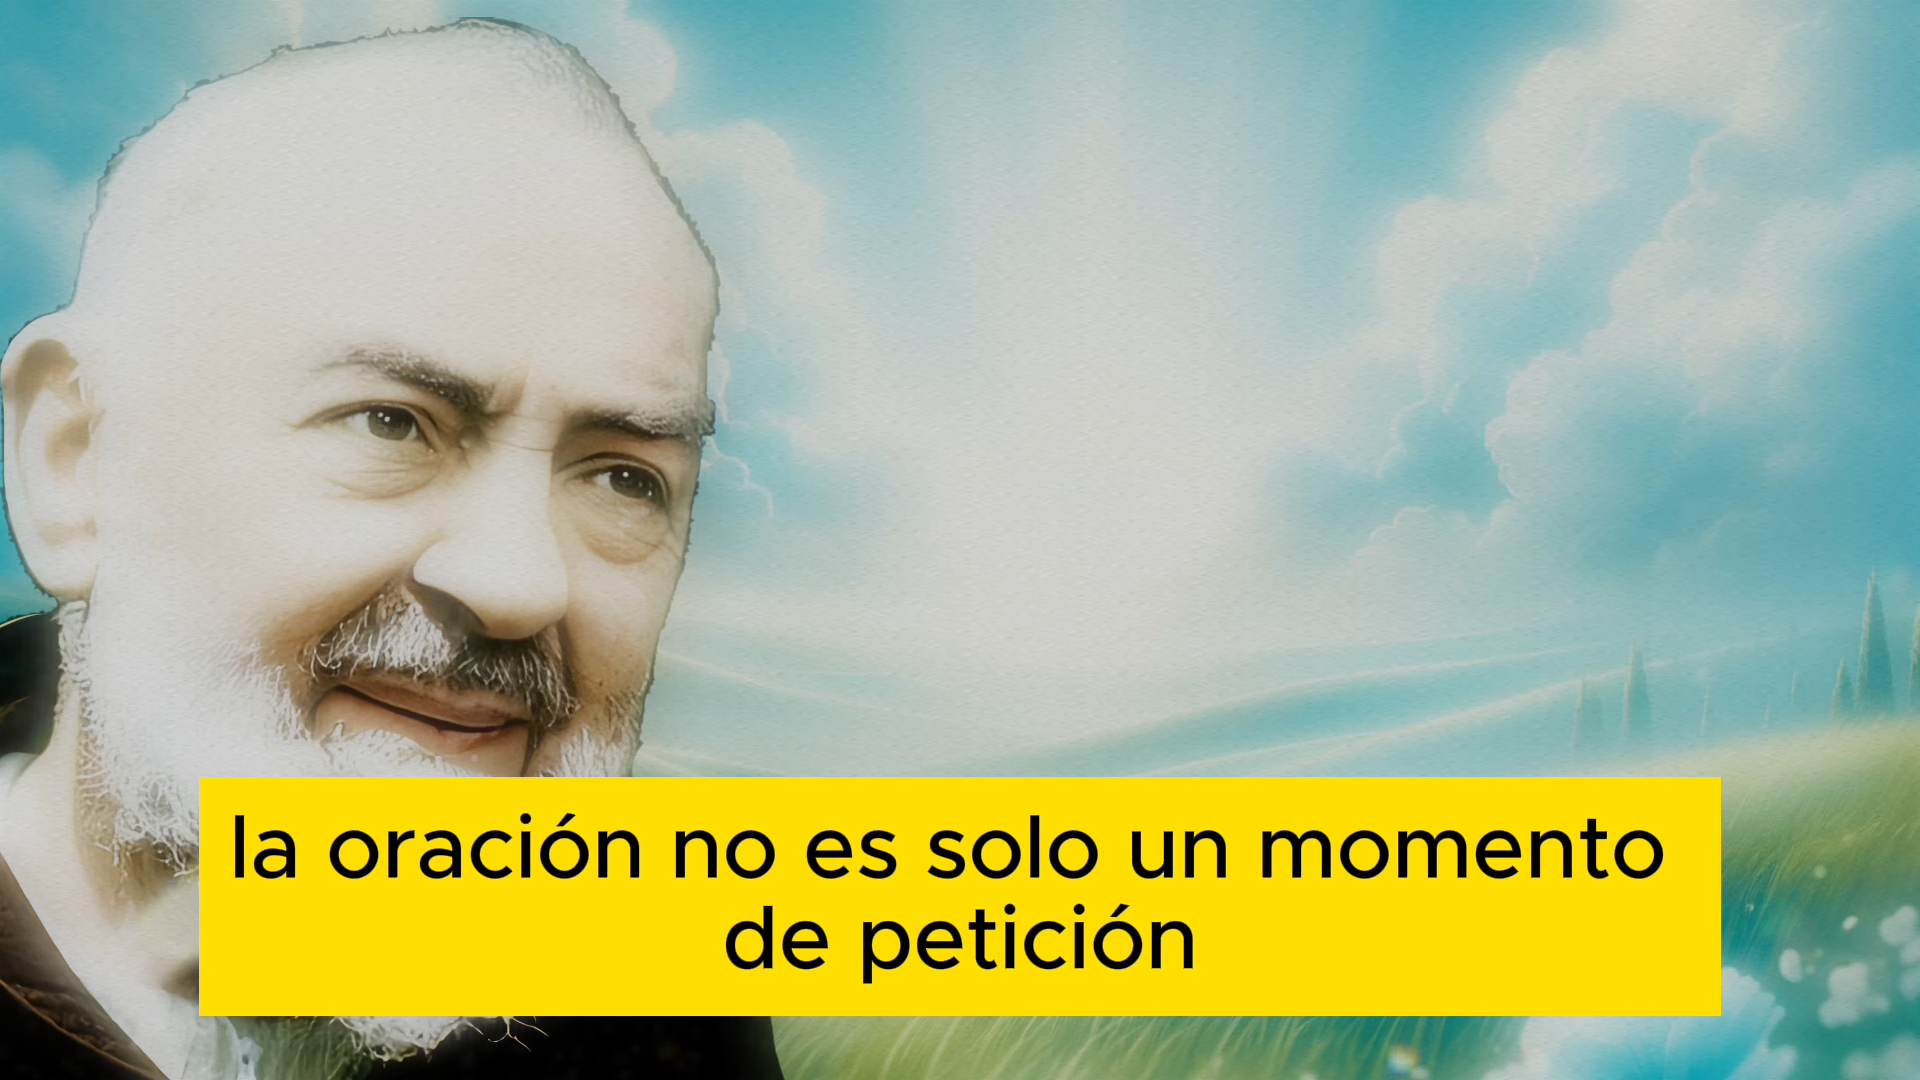 la oración no es solo un momento
de petición